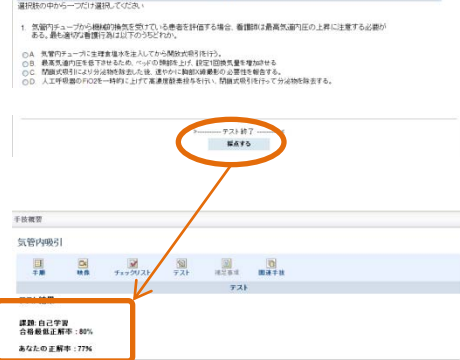 選択肢の中から一つだけ選択してください
1. 気管内チューブから機械的換気を受けている患者を評価する場合、看護師は最高気道内圧の上昇に注意する必要が
ある。最も適切な看護行為は以下のうちどれか。
A. 気管内チューブに生理食塩水を注入してから開放式吸引を行う。
B. 最高気道内圧を低下させるため、ベッドの頭部を上げ、設定1回換気量を増加させる
C. 閉鎖式吸引により分泌物を除去した後、速やかに胸部X線撮影の必要性を報告する。
D. 人工呼吸器のFiO2を一時的に上げて高濃度酸素投与を行い、閉鎖式吸引を行って分泌物を除去する。
テスト終了
採点する
手技概要
気管内吸引
手順 映像 チェックリスト テスト 補足事項 関連手技
テスト
課題: 自己学習
合格最低正解率 : 80%
あなたの正解率 : 77%